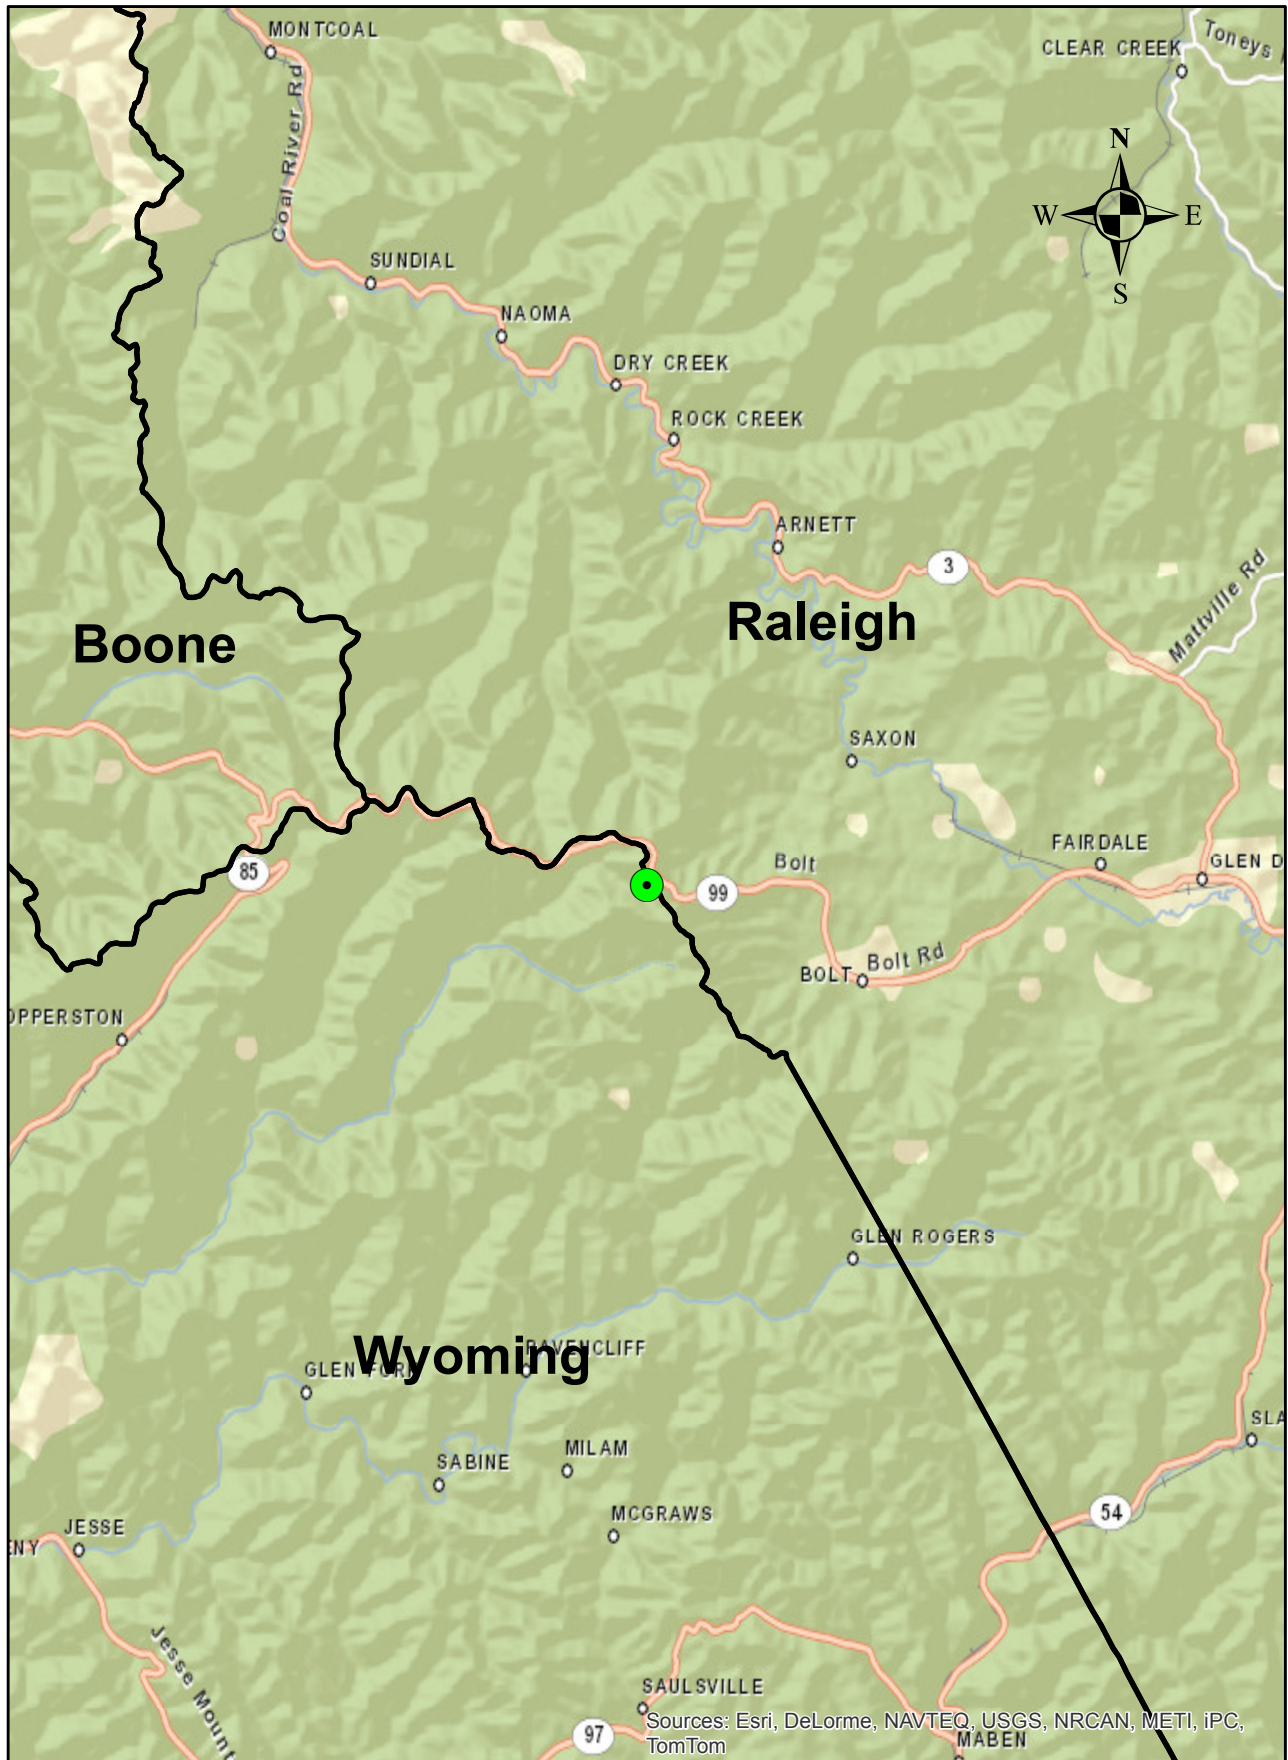 MONTCOAL
CLEAR CREEK
Toneys
Coal River Rd
N
W
E
S
SUNDIAL
NAOMA
DRY CREEK
ROCK CREEK
ARNETT
3
Mattville Rd
Raleigh
Boone
SAXON
FAIRDALE
GLEN D
85
Bolt
99
BOLT
Bolt Rd
OPPERSTON
GLEN ROGERS
Wyoming
RAVENCLIFF
GLEN FORK
SLA
SABINE
MILAM
MCGRAWS
54
JESSE
ENY
Jesse Mount
SAULSVILLE
97
Sources: Esri, DeLorme, NAVTEQ, USGS, NRCAN, METI, iPC,
TomTom
MABEN